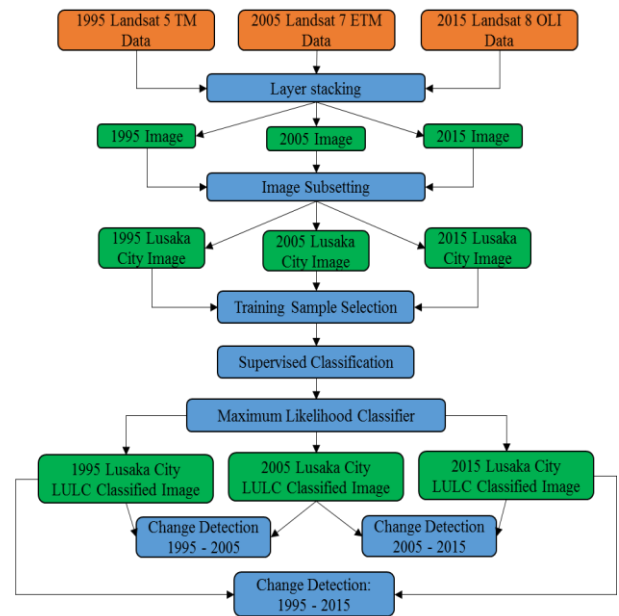 1995 Landsat 5 TM
Data
2005 Landsat 7 ETM
Data
2015 Landsat 8 OLI
Data
Layer stacking
1995 Image
2005 Image
2015 Image
Image Subsetting
1995 Lusaka
City Image
2005 Lusaka
City Image
2015 Lusaka
City Image
Training Sample Selection
Supervised Classification
Maximum Likelihood Classifier
1995 Lusaka City
LULC Classified Image
2005 Lusaka City
LULC Classified Image
2015 Lusaka City
LULC Classified Image
Change Detection
1995 - 2005
Change Detection
2005 - 2015
Change Detection:
1995 - 2015